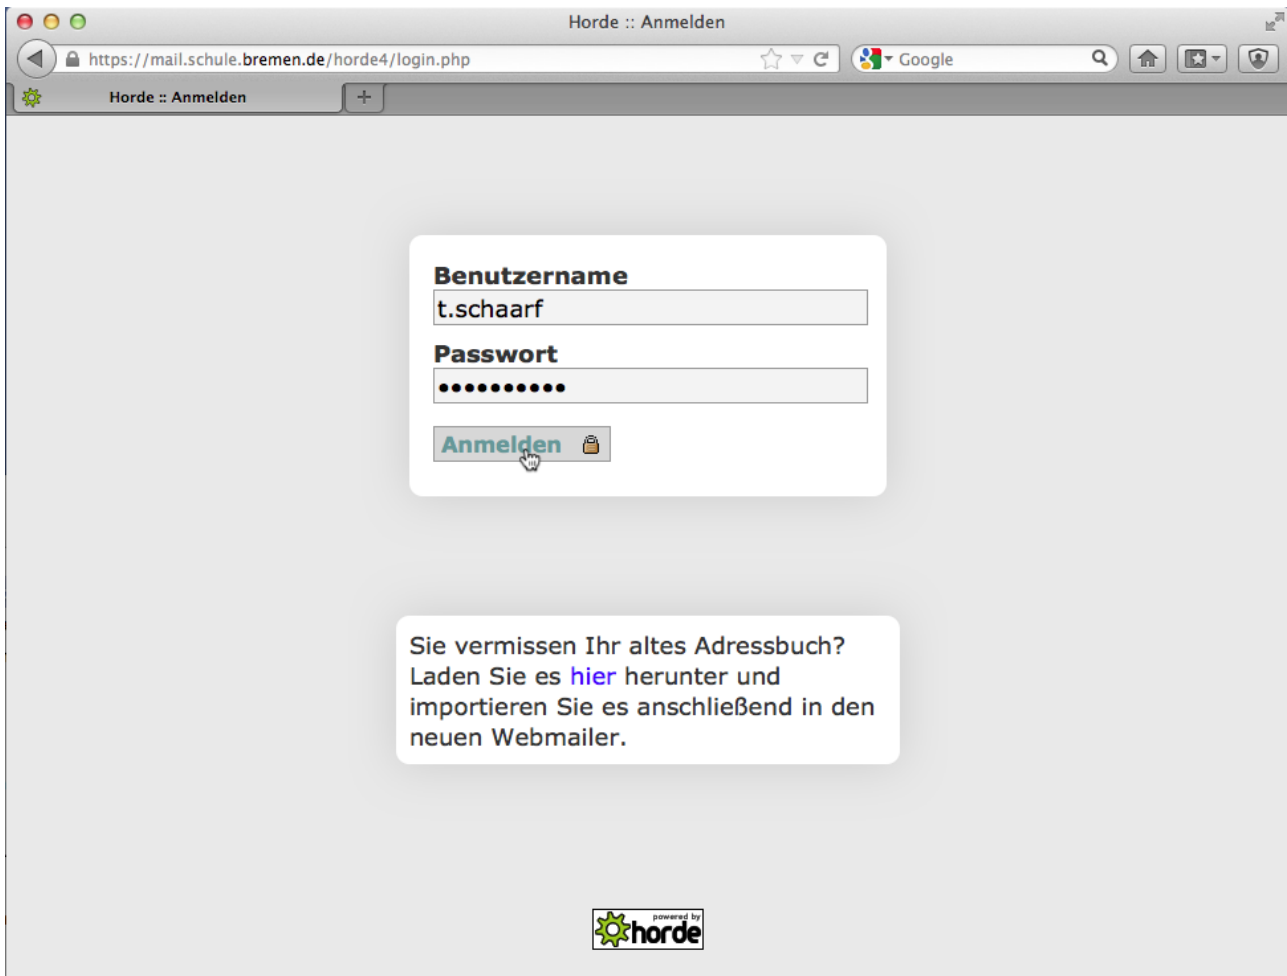 Horde :: Anmelden
https://mail.schule.bremen.de/horde4/login.php
Google
Horde :: Anmelden
Benutzername
t.schaarf
Passwort
••••••••••
Anmelden
Sie vermissen Ihr altes Adressbuch?
Laden Sie es hier herunter und
importieren Sie es anschließend in den
neuen Webmailer.
powered by
horde